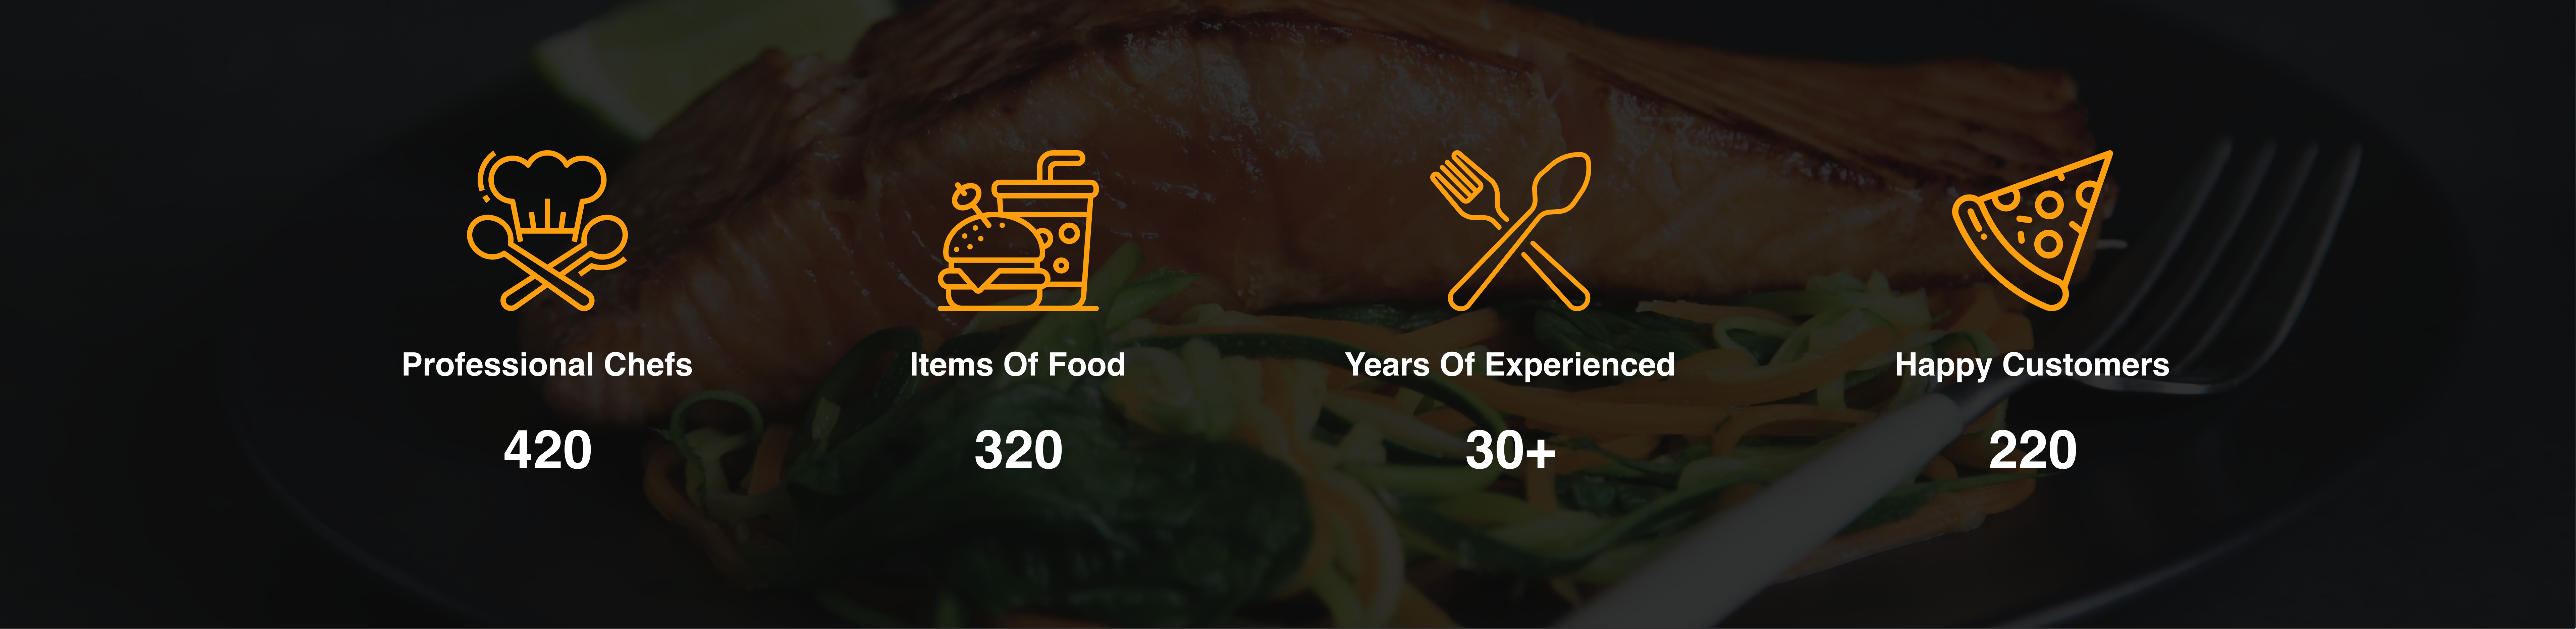 Professional Chefs
420
Items Of Food
320
Years Of Experienced
30+
Happy Customers
220